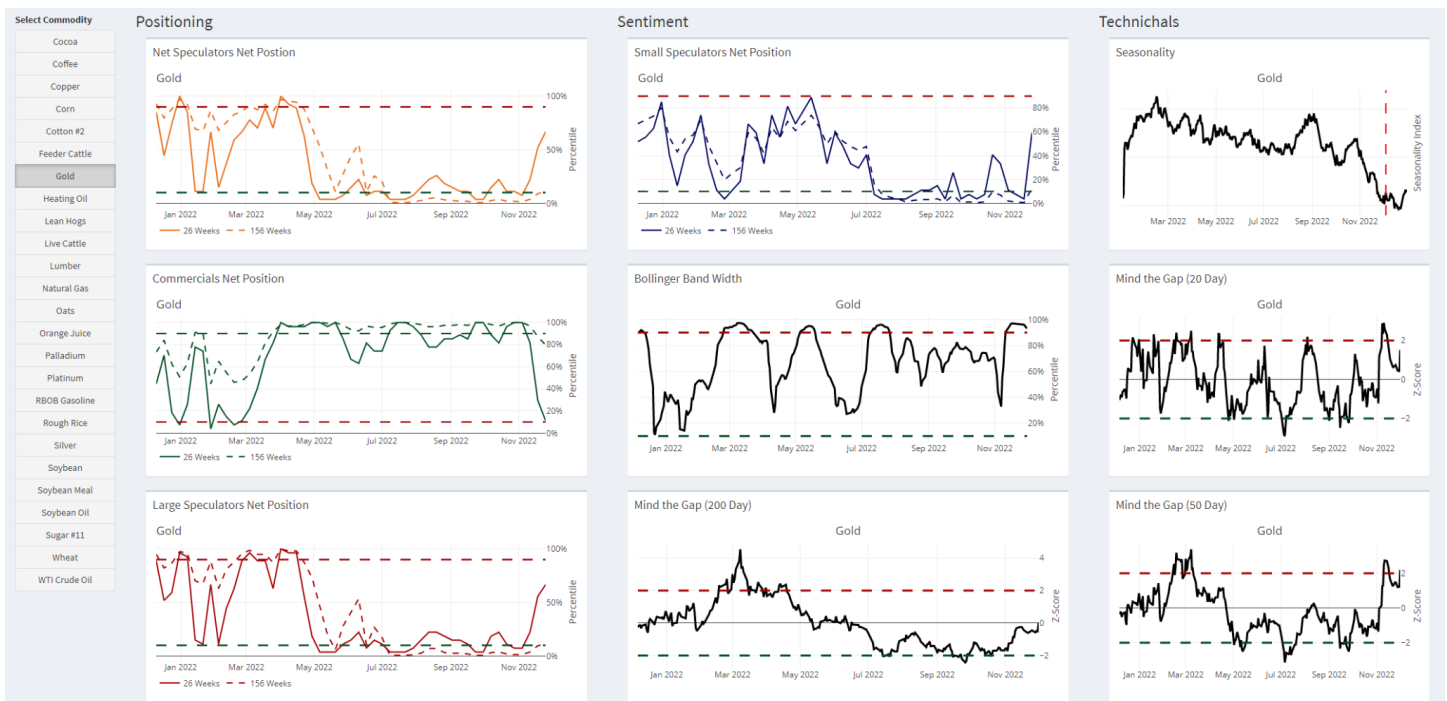 Select Commodity
Cocoa
Coffee
Copper
Corn
Cotton #2
Feeder Cattle
Gold
Heating Oil
Lean Hogs
Live Cattle
Lumber
Natural Gas
Oats
Orange Juice
Palladium
Platinum
RBOB Gasoline
Rough Rice
Silver
Soybean
Soybean Meal
Soybean Oil
Sugar #11
Wheat
WTI Crude Oil
Positioning
Net Speculators Net Postion
Gold
100%
50%
0%
Percentile
Jan 2022 Mar 2022 May 2022 Jul 2022 Sep 2022 Nov 2022
26 Weeks 156 Weeks
Commercials Net Position
Gold
100%
80%
60%
40%
20%
0%
Percentile
Jan 2022 Mar 2022 May 2022 Jul 2022 Sep 2022 Nov 2022
26 Weeks 156 Weeks
Large Speculators Net Position
Gold
100%
50%
0%
Percentile
Jan 2022 Mar 2022 May 2022 Jul 2022 Sep 2022 Nov 2022
26 Weeks 156 Weeks
Sentiment
Small Speculators Net Position
Gold
80%
60%
40%
20%
0%
Percentile
Jan 2022 Mar 2022 May 2022 Jul 2022 Sep 2022 Nov 2022
26 Weeks 156 Weeks
Bollinger Band Width
Gold
100%
80%
60%
40%
20%
Percentile
Jan 2022 Mar 2022 May 2022 Jul 2022 Sep 2022 Nov 2022
Mind the Gap (200 Day)
Gold
4
2
0
−2
Z-Score
Jan 2022 Mar 2022 May 2022 Jul 2022 Sep 2022 Nov 2022
Technichals
Seasonality
Gold
Seasonality Index
Mar 2022 May 2022 Jul 2022 Sep 2022 Nov 2022
Mind the Gap (20 Day)
Gold
2
0
−2
Z-Score
Jan 2022 Mar 2022 May 2022 Jul 2022 Sep 2022 Nov 2022
Mind the Gap (50 Day)
Gold
2
0
−2
Z-Score
Jan 2022 Mar 2022 May 2022 Jul 2022 Sep 2022 Nov 2022